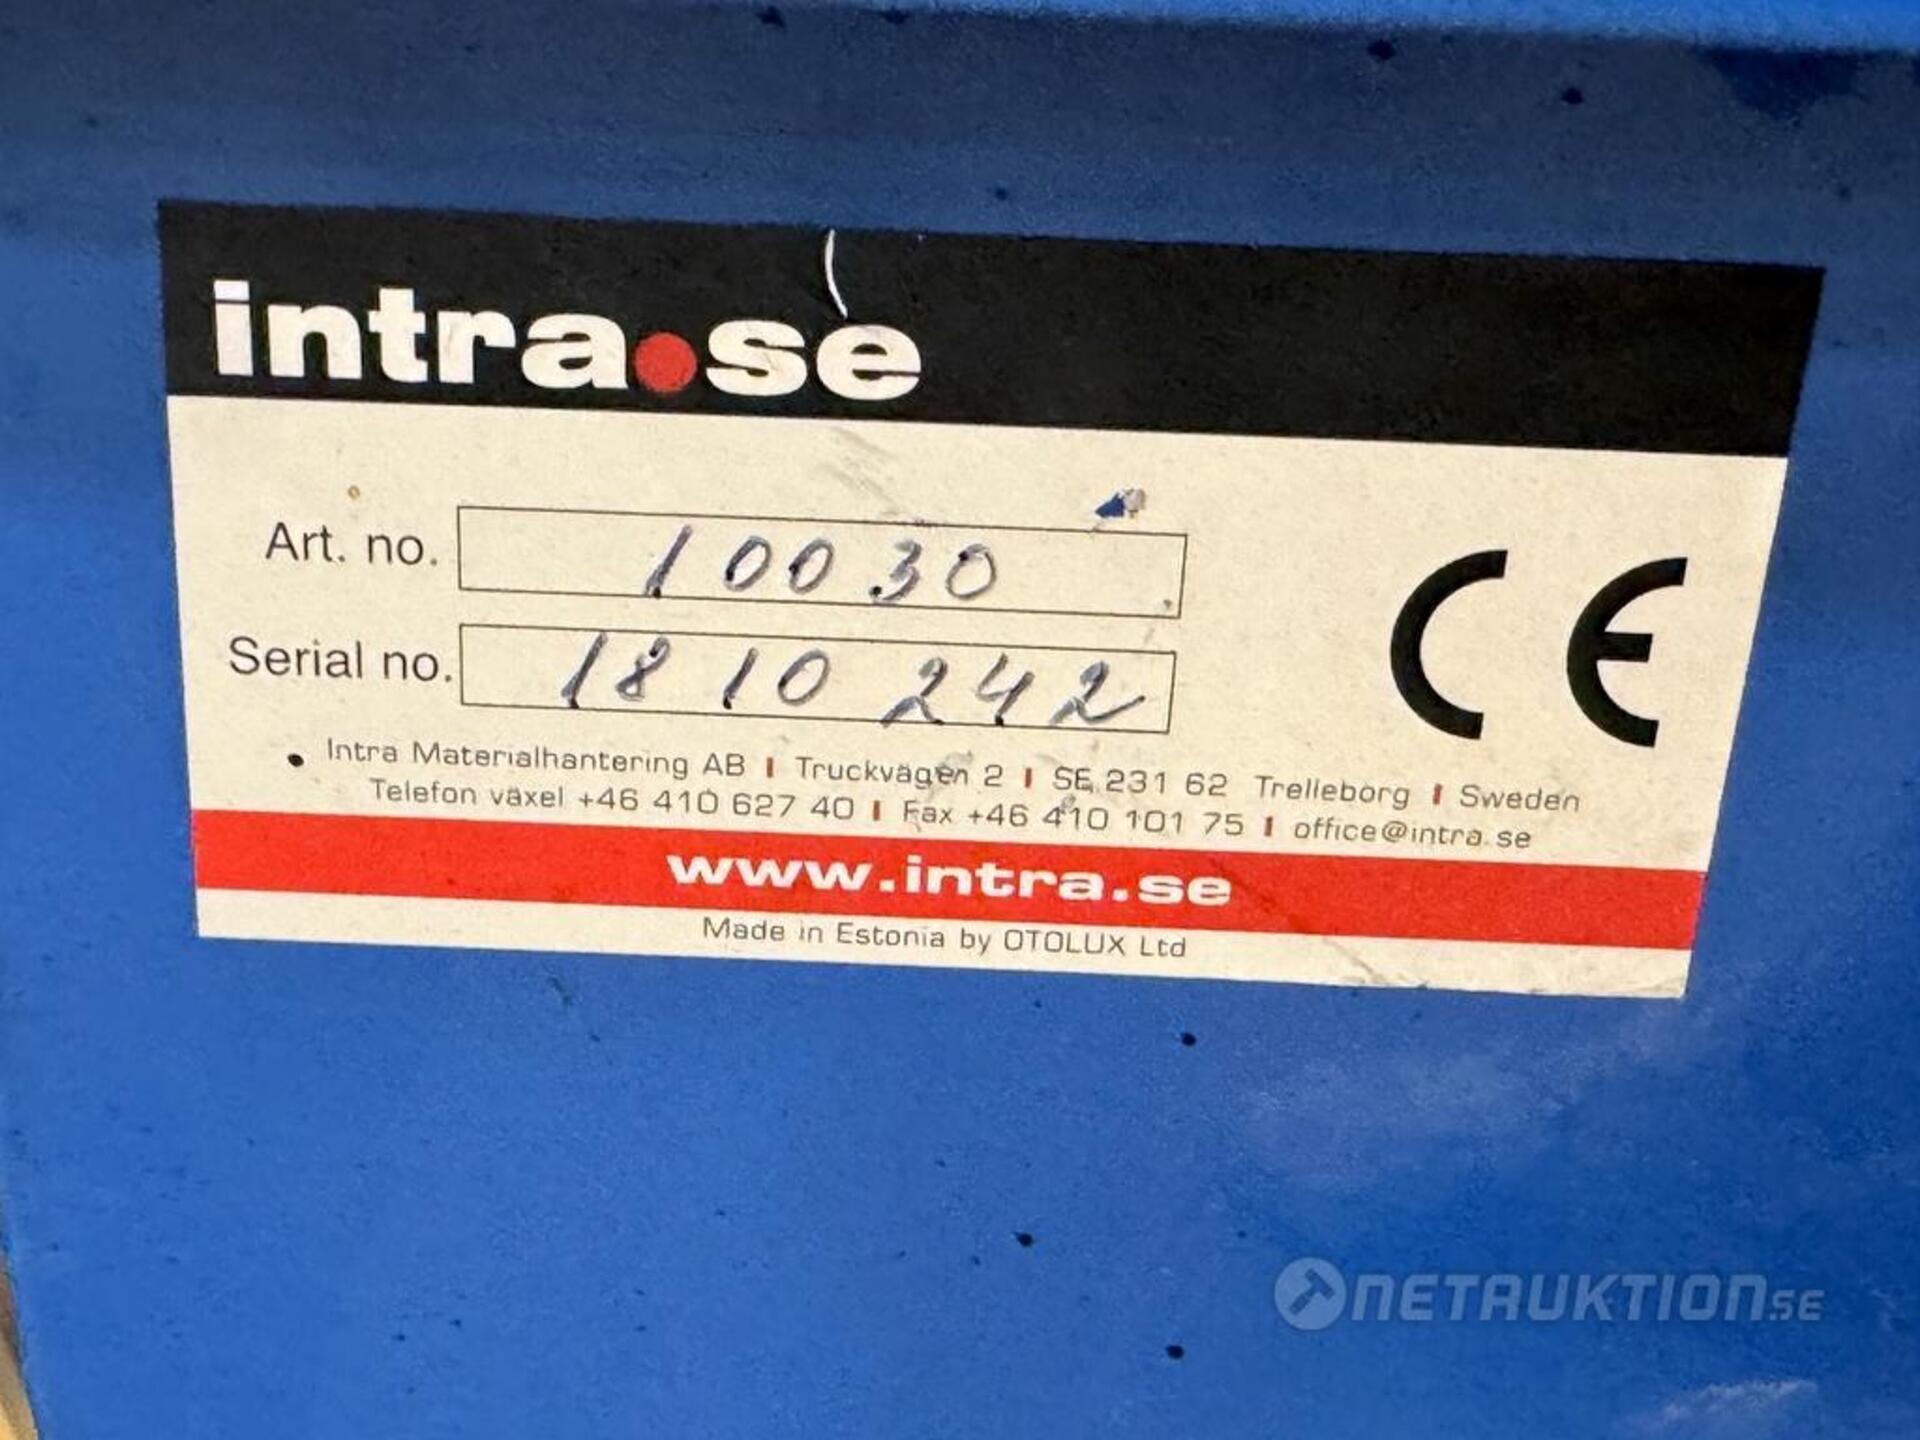 intra.se
Art. no. 10030
Serial no. 1810242
CE
Intra Materialhantering AB | Truckvägen 2 | SE 231 62 Trelleborg | Sweden
Telefon växel +46 410 627 40 | Fax +46 410 101 75 | office@intra.se
www.intra.se
Made in Estonia by OTOLUX Ltd
NETAUKTION.SE